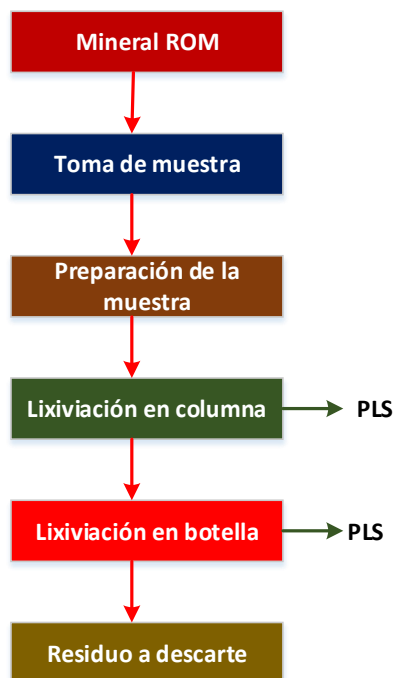 Mineral ROM
Toma de muestra
Preparación de la
muestra
Lixiviación en columna
PLS
Lixiviación en botella
PLS
Residuo a descarte